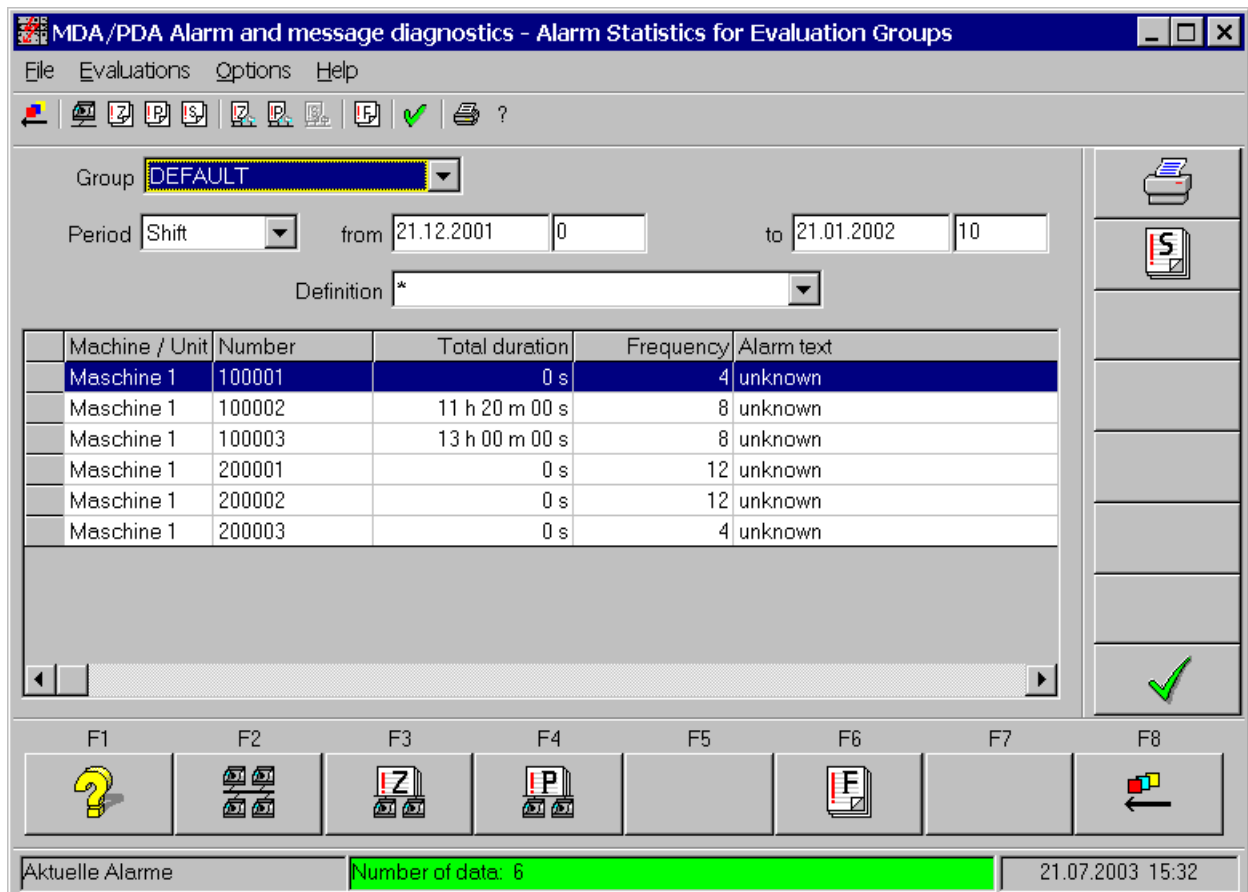 MDA/PDA Alarm and message diagnostics - Alarm Statistics for Evaluation Groups
File Evaluations Options Help
!Z !P !S !Z !P !S !F ?
Group DEFAULT
Period Shift from 21.12.2001 0 to 21.01.2002 10
!S
Definition *
Machine / Unit Number Total duration Frequency Alarm text
Maschine 1 100001 0 s 4 unknown
Maschine 1 100002 11 h 20 m 00 s 8 unknown
Maschine 1 100003 13 h 00 m 00 s 8 unknown
Maschine 1 200001 0 s 12 unknown
Maschine 1 200002 0 s 12 unknown
Maschine 1 200003 0 s 4 unknown
F1 F2 F3 F4 F5 F6 F7 F8
? !Z !P !F
Aktuelle Alarme Number of data: 6 21.07.2003 15:32